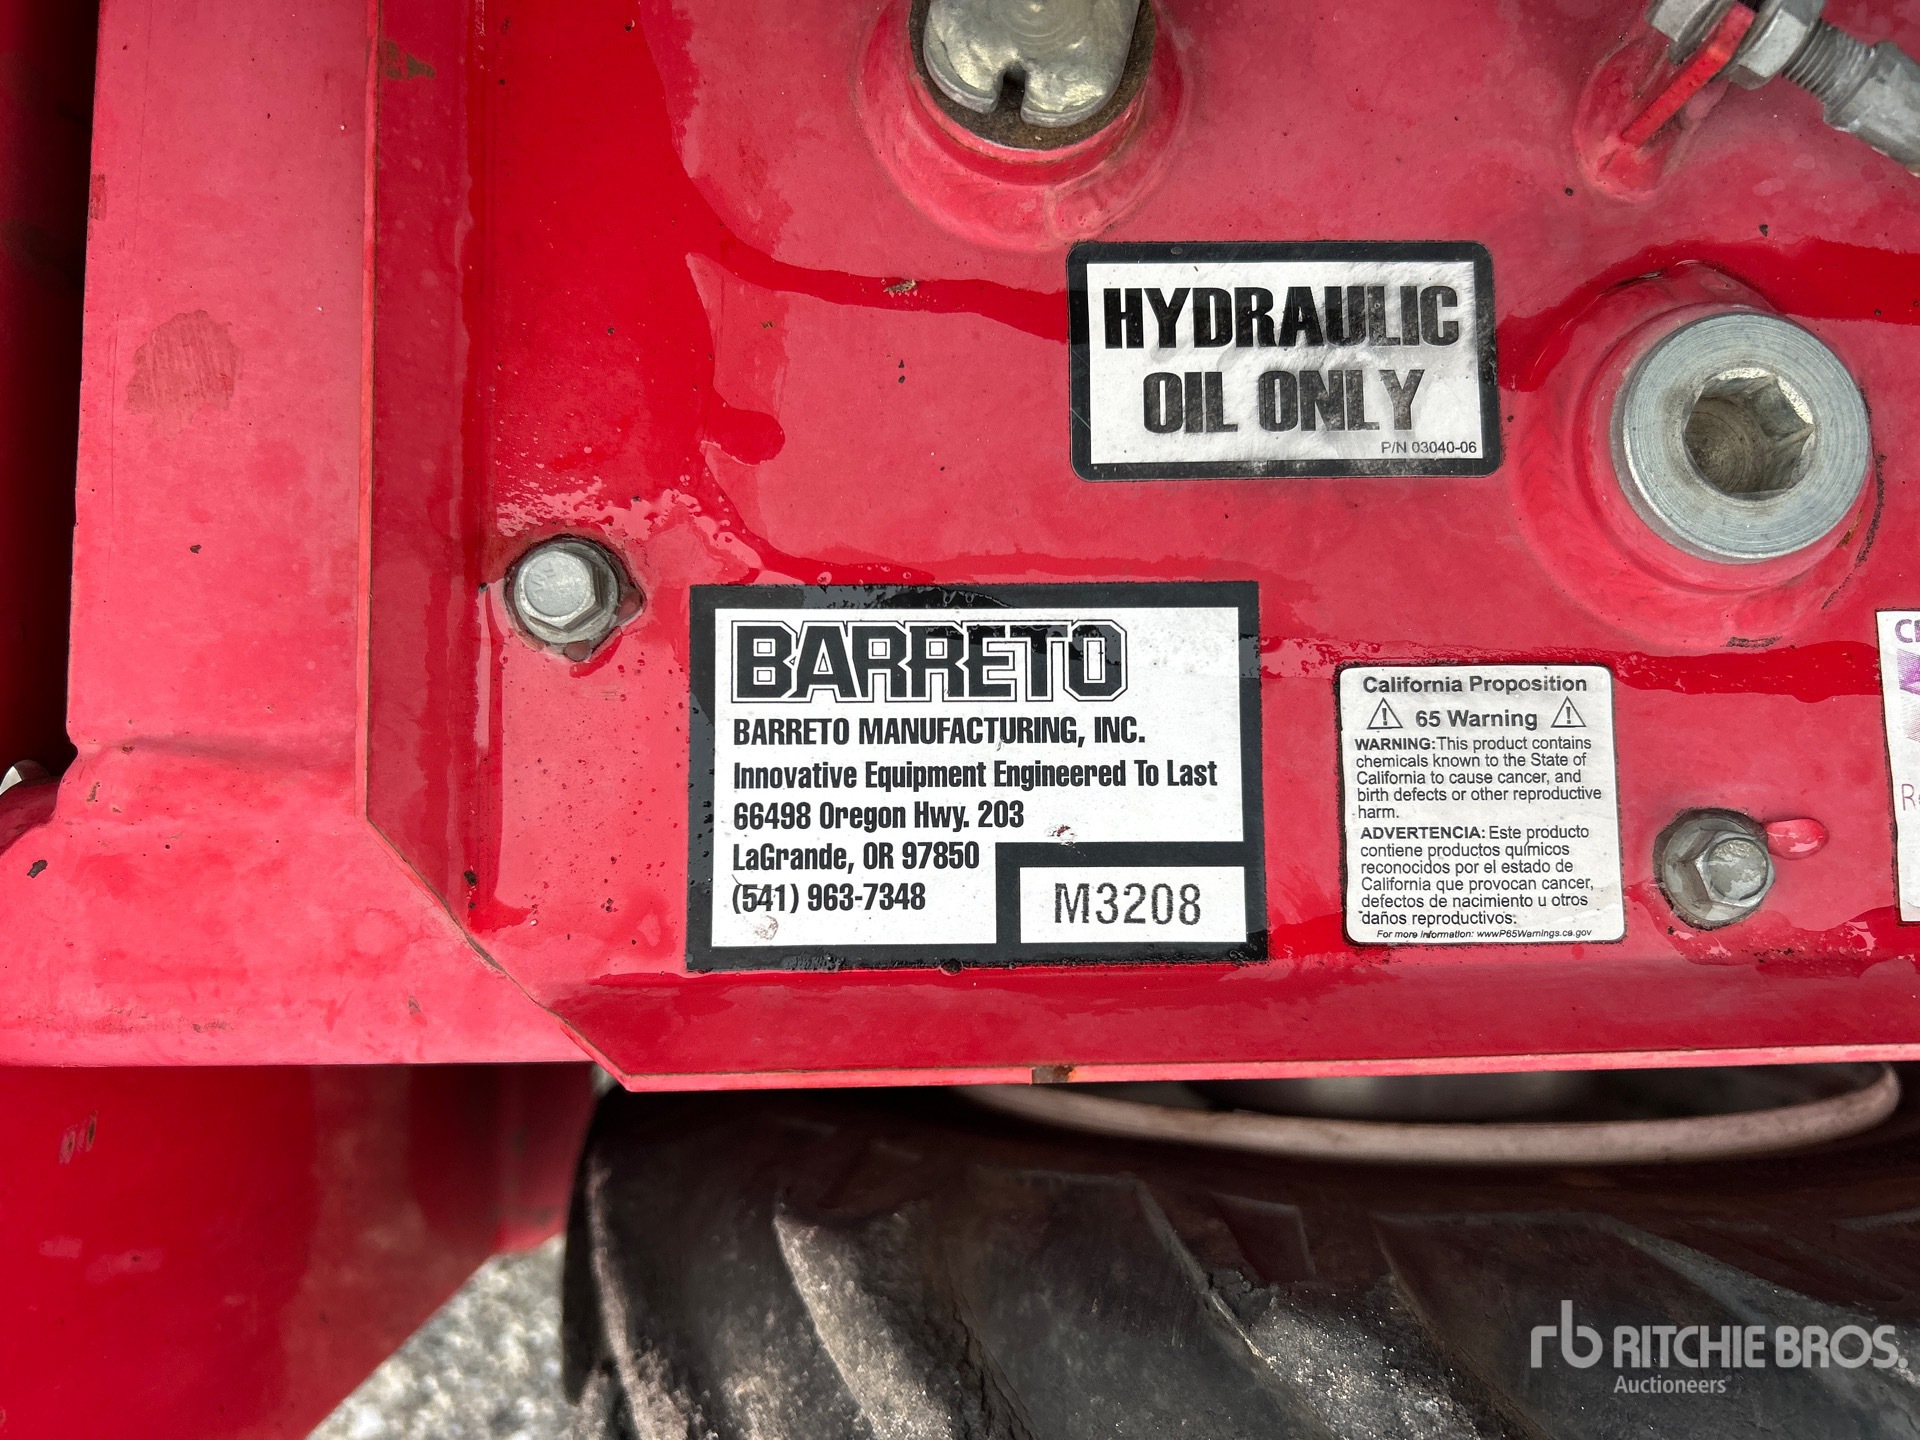 HYDRAULIC
OIL ONLY
P/N 03040-06
BARRETO
BARRETO MANUFACTURING, INC.
Innovative Equipment Engineered To Last
66498 Oregon Hwy. 203
LaGrande, OR 97850
(541) 963-7348
M3208
California Proposition
65 Warning
WARNING: This product contains
chemicals known to the State of
California to cause cancer, and
birth defects or other reproductive
harm.
ADVERTENCIA: Este producto
contiene productos químicos
reconocidos por el estado de
California que provocan cancer,
defectos de nacimiento u otros
daños reproductivos.
For more information: www.P65Warnings.ca.gov
rb RITCHIE BROS.
Auctioneers